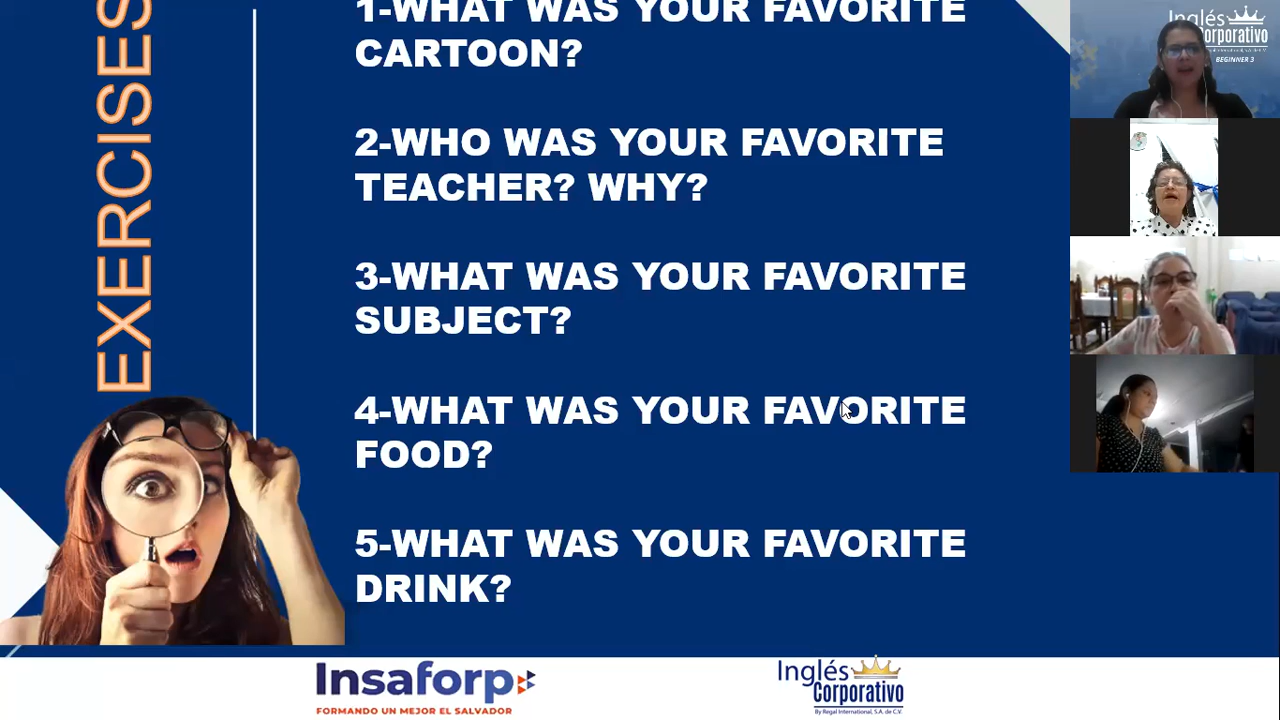 EXERCISES
1-WHAT WAS YOUR FAVORITE
CARTOON?
2-WHO WAS YOUR FAVORITE
TEACHER? WHY?
3-WHAT WAS YOUR FAVORITE
SUBJECT?
4-WHAT WAS YOUR FAVORITE
FOOD?
5-WHAT WAS YOUR FAVORITE
DRINK?
Insaforp
FORMANDO UN MEJOR EL SALVADOR
Inglés
Corporativo
By Regal International, S.A. de C.V.
Inglés
Corporativo
BEGINNER 3